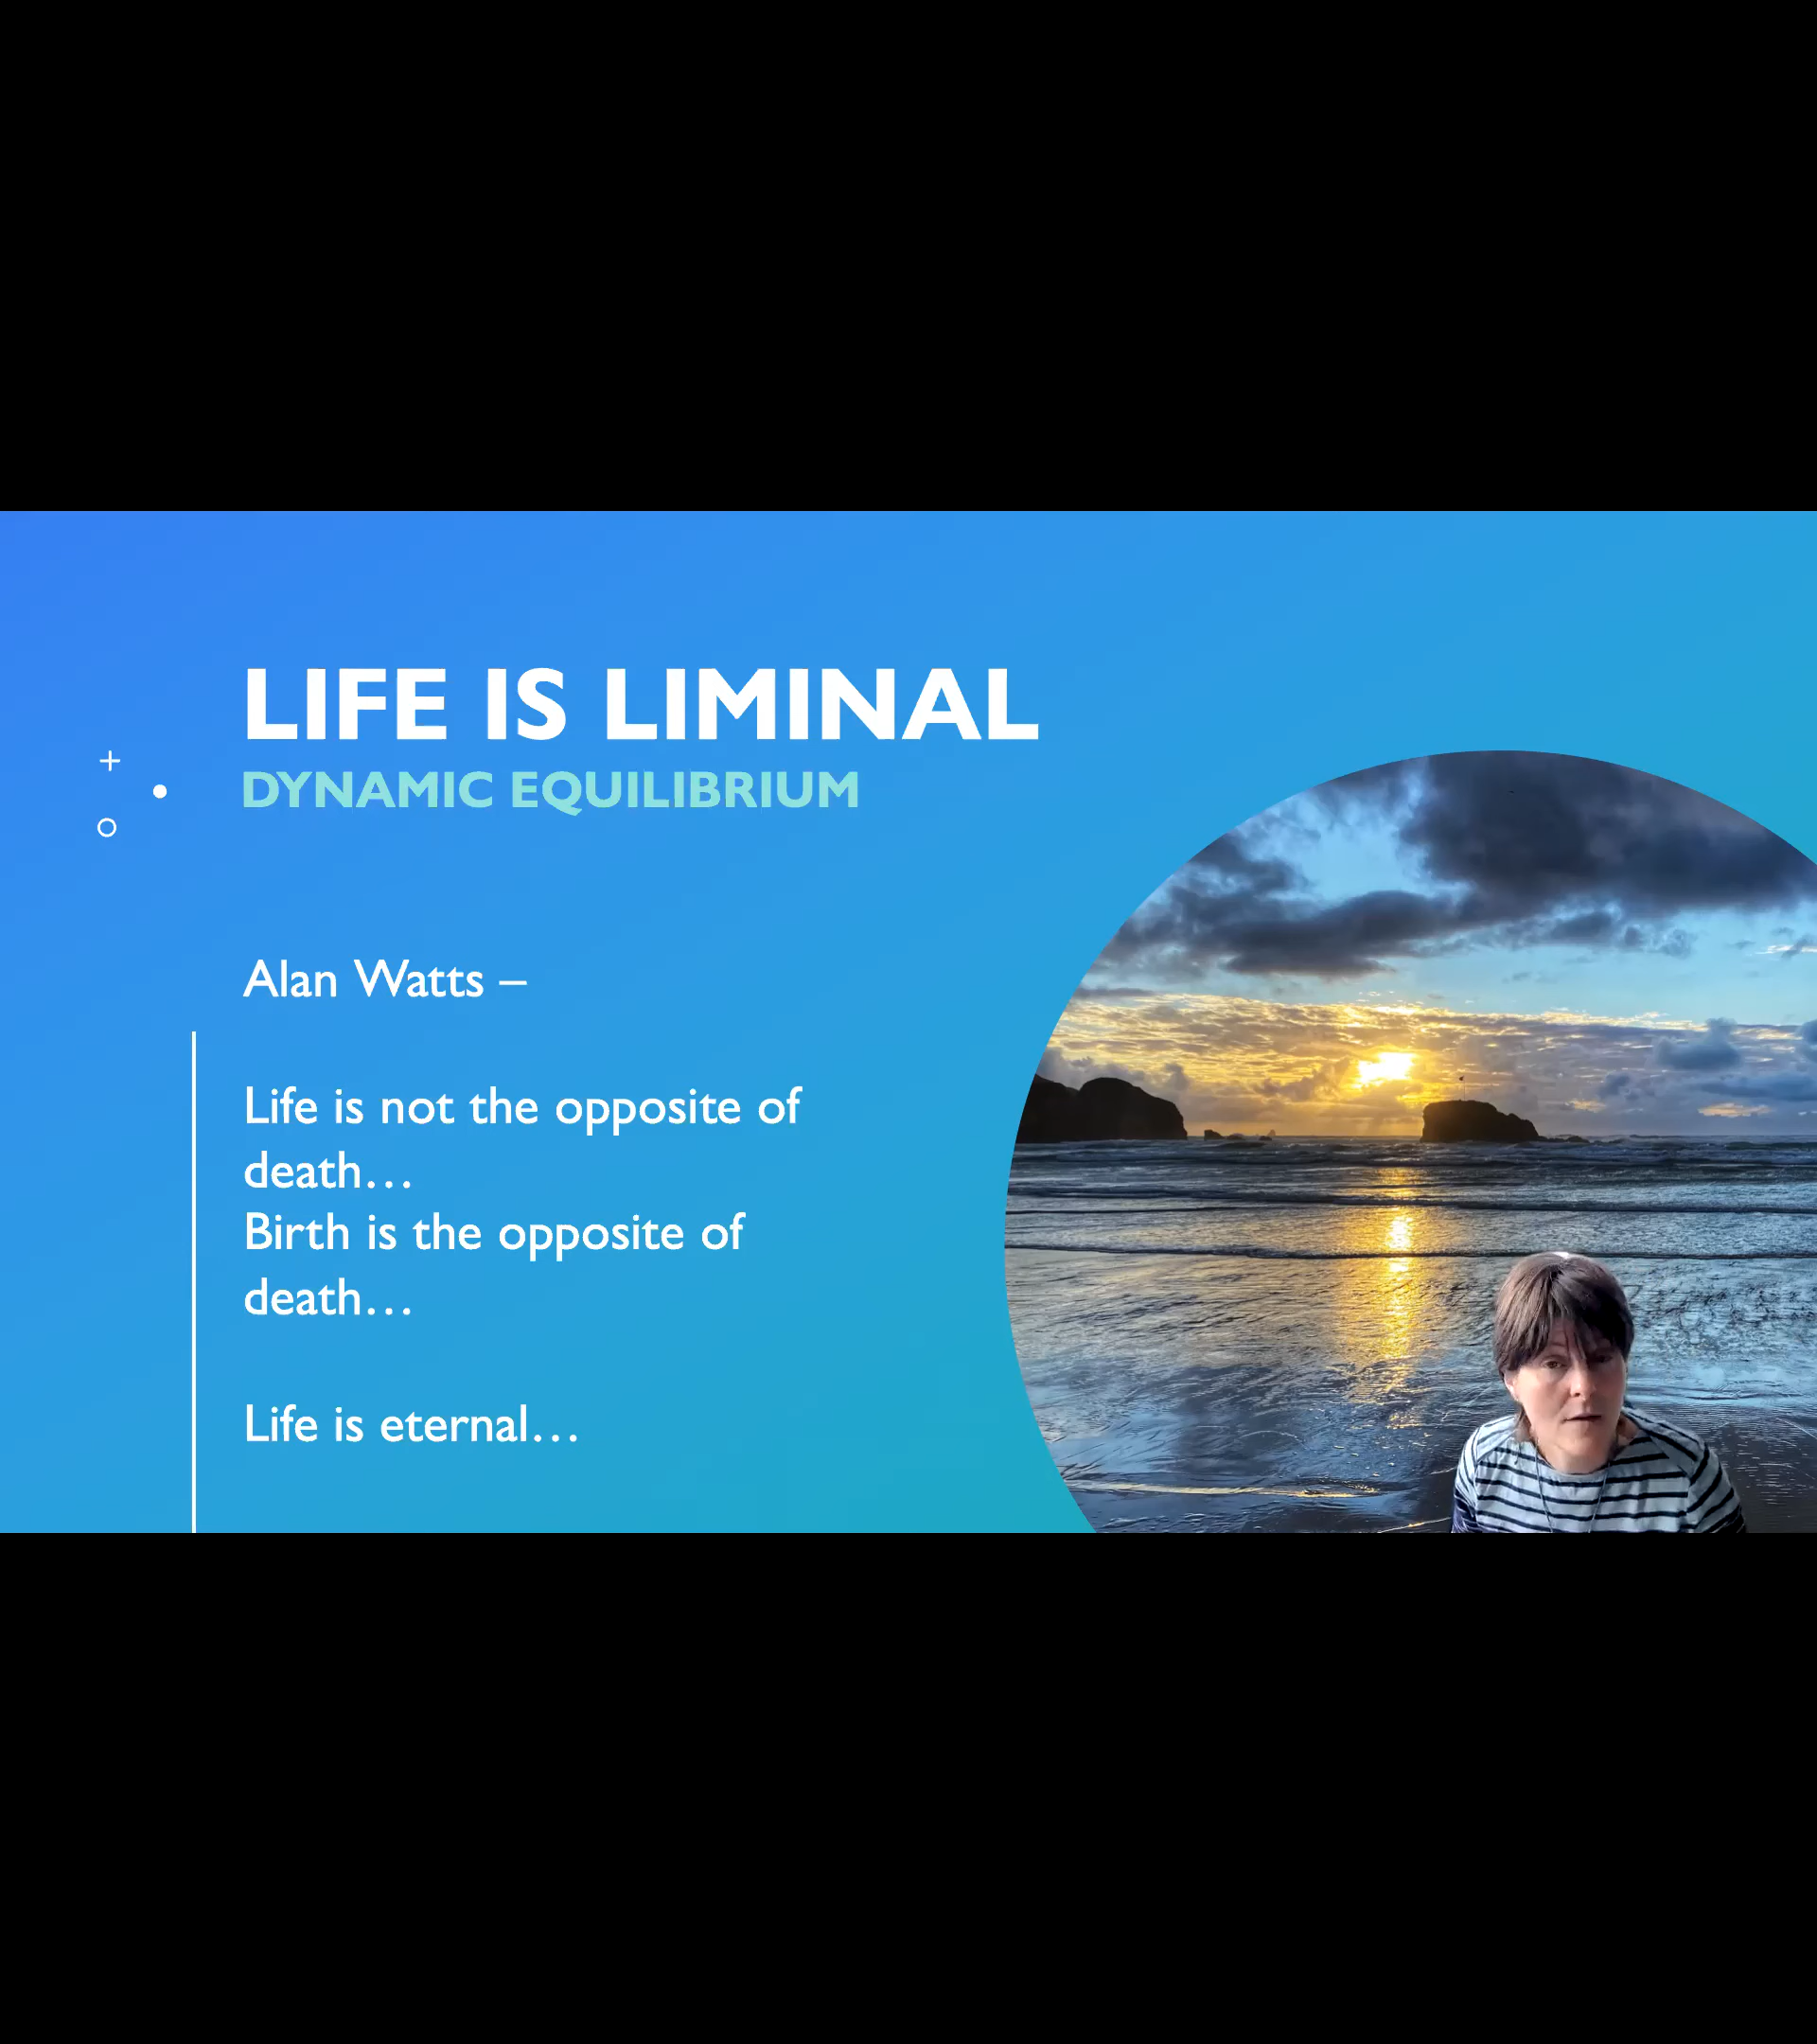 LIFE IS LIMINAL
DYNAMIC EQUILIBRIUM
Alan Watts –
Life is not the opposite of
death…
Birth is the opposite of
death…
Life is eternal…